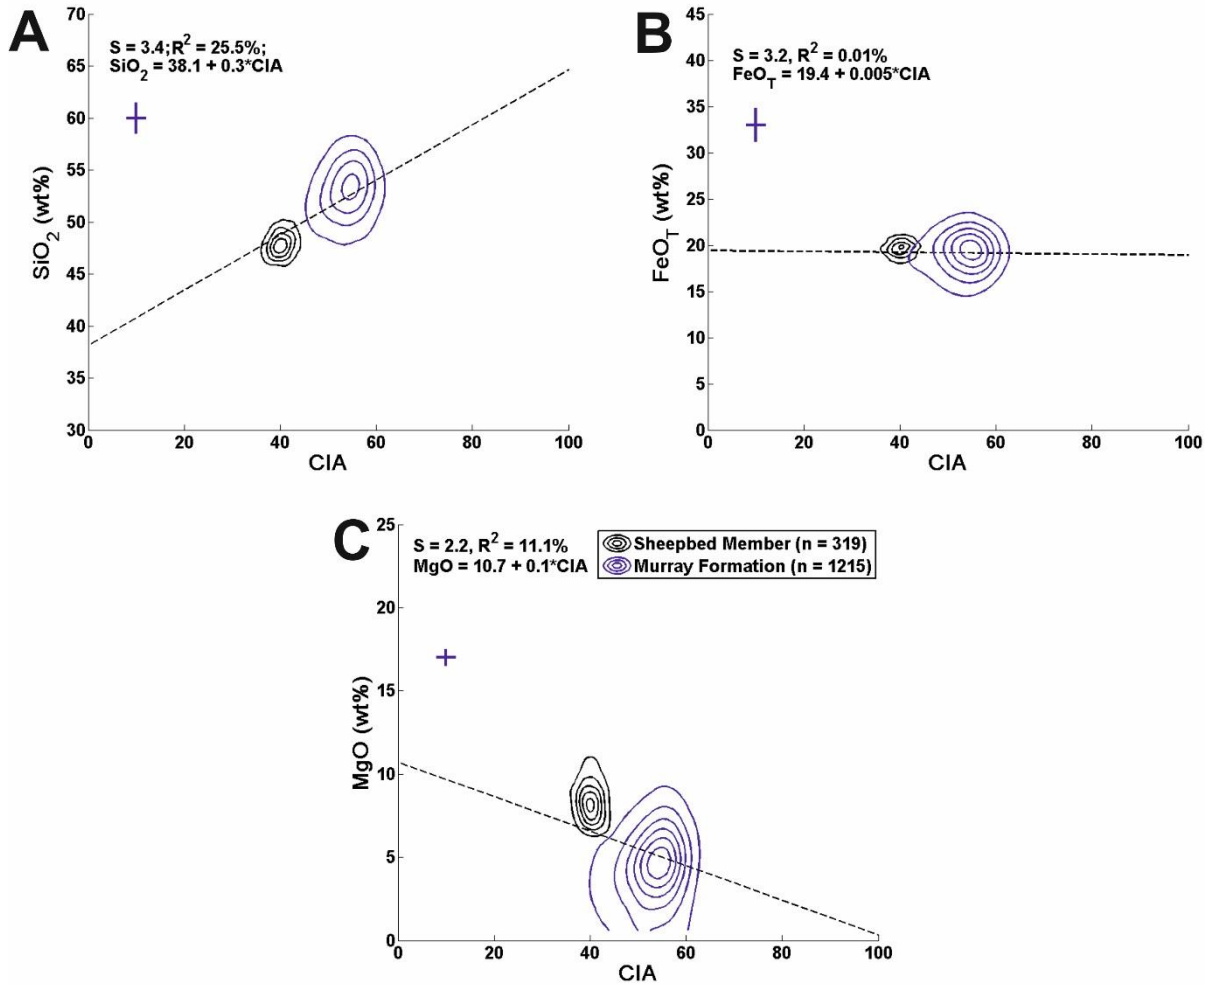 A
S = 3.4;R² = 25.5%;
SiO₂ = 38.1 + 0.3*CIA
SiO₂ (wt%)
70
65
60
55
50
45
40
35
30
0 20 40 60 80 100
CIA
B
S = 3.2, R² = 0.01%
FeO_T = 19.4 + 0.005*CIA
FeO_T (wt%)
45
40
35
30
25
20
15
10
5
0
0 20 40 60 80 100
CIA
C
S = 2.2, R² = 11.1%
MgO = 10.7 + 0.1*CIA
Sheepbed Member (n = 319)
Murray Formation (n = 1215)
MgO (wt%)
25
20
15
10
5
0
0 20 40 60 80 100
CIA